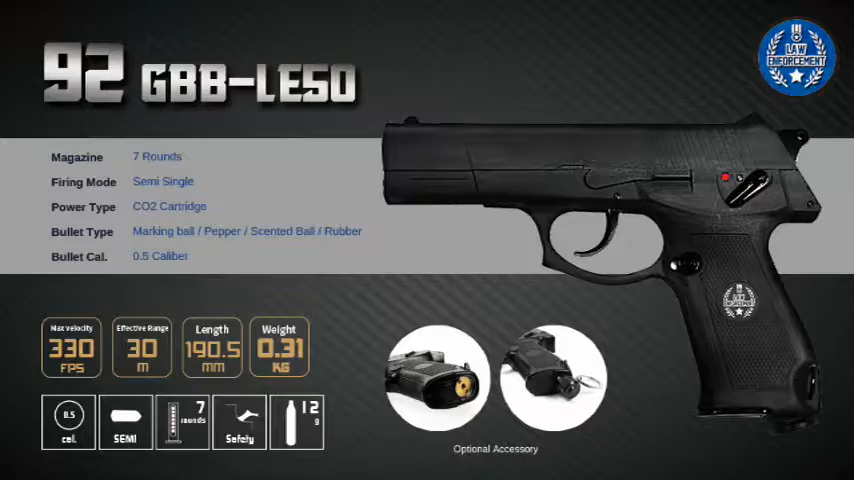 92 GBB-LE50
LAW
ENFORCEMENT
Magazine 7 Rounds
Firing Mode Semi Single
Power Type CO2 Cartridge
Bullet Type Marking ball / Pepper / Scented Ball / Rubber
Bullet Cal. 0.5 Caliber
Max Velocity
330
FPS
Effective Range
30
M
Length
190.5
MM
Weight
0.31
KG
0.5
cal.
SEMI
7
rounds
Safety
12
g
Optional Accessory